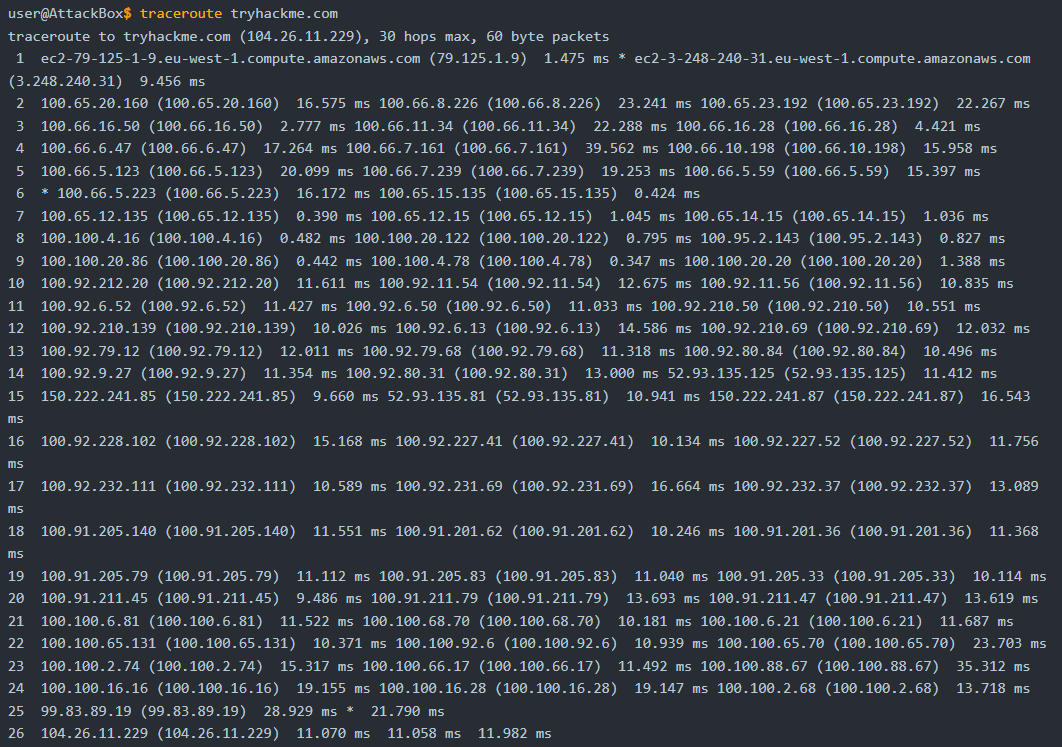 user@AttackBox$ traceroute tryhackme.com
traceroute to tryhackme.com (104.26.11.229), 30 hops max, 60 byte packets
 1  ec2-79-125-1-9.eu-west-1.compute.amazonaws.com (79.125.1.9)  1.475 ms * ec2-3-248-240-31.eu-west-1.compute.amazonaws.com
(3.248.240.31)  9.456 ms
 2  100.65.20.160 (100.65.20.160)  16.575 ms 100.66.8.226 (100.66.8.226)  23.241 ms 100.65.23.192 (100.65.23.192)  22.267 ms
 3  100.66.16.50 (100.66.16.50)  2.777 ms 100.66.11.34 (100.66.11.34)  22.288 ms 100.66.16.28 (100.66.16.28)  4.421 ms
 4  100.66.6.47 (100.66.6.47)  17.264 ms 100.66.7.161 (100.66.7.161)  39.562 ms 100.66.10.198 (100.66.10.198)  15.958 ms
 5  100.66.5.123 (100.66.5.123)  20.099 ms 100.66.7.239 (100.66.7.239)  19.253 ms 100.66.5.59 (100.66.5.59)  15.397 ms
 6  * 100.66.5.223 (100.66.5.223)  16.172 ms 100.65.15.135 (100.65.15.135)  0.424 ms
 7  100.65.12.135 (100.65.12.135)  0.390 ms 100.65.12.15 (100.65.12.15)  1.045 ms 100.65.14.15 (100.65.14.15)  1.036 ms
 8  100.100.4.16 (100.100.4.16)  0.482 ms 100.100.20.122 (100.100.20.122)  0.795 ms 100.95.2.143 (100.95.2.143)  0.827 ms
 9  100.100.20.86 (100.100.20.86)  0.442 ms 100.100.4.78 (100.100.4.78)  0.347 ms 100.100.20.20 (100.100.20.20)  1.388 ms
10  100.92.212.20 (100.92.212.20)  11.611 ms 100.92.11.54 (100.92.11.54)  12.675 ms 100.92.11.56 (100.92.11.56)  10.835 ms
11  100.92.6.52 (100.92.6.52)  11.427 ms 100.92.6.50 (100.92.6.50)  11.033 ms 100.92.210.50 (100.92.210.50)  10.551 ms
12  100.92.210.139 (100.92.210.139)  10.026 ms 100.92.6.13 (100.92.6.13)  14.586 ms 100.92.210.69 (100.92.210.69)  12.032 ms
13  100.92.79.12 (100.92.79.12)  12.011 ms 100.92.79.68 (100.92.79.68)  11.318 ms 100.92.80.84 (100.92.80.84)  10.496 ms
14  100.92.9.27 (100.92.9.27)  11.354 ms 100.92.80.31 (100.92.80.31)  13.000 ms 52.93.135.125 (52.93.135.125)  11.412 ms
15  150.222.241.85 (150.222.241.85)  9.660 ms 52.93.135.81 (52.93.135.81)  10.941 ms 150.222.241.87 (150.222.241.87)  16.543
ms
16  100.92.228.102 (100.92.228.102)  15.168 ms 100.92.227.41 (100.92.227.41)  10.134 ms 100.92.227.52 (100.92.227.52)  11.756
ms
17  100.92.232.111 (100.92.232.111)  10.589 ms 100.92.231.69 (100.92.231.69)  16.664 ms 100.92.232.37 (100.92.232.37)  13.089
ms
18  100.91.205.140 (100.91.205.140)  11.551 ms 100.91.201.62 (100.91.201.62)  10.246 ms 100.91.201.36 (100.91.201.36)  11.368
ms
19  100.91.205.79 (100.91.205.79)  11.112 ms 100.91.205.83 (100.91.205.83)  11.040 ms 100.91.205.33 (100.91.205.33)  10.114 ms
20  100.91.211.45 (100.91.211.45)  9.486 ms 100.91.211.79 (100.91.211.79)  13.693 ms 100.91.211.47 (100.91.211.47)  13.619 ms
21  100.100.6.81 (100.100.6.81)  11.522 ms 100.100.68.70 (100.100.68.70)  10.181 ms 100.100.6.21 (100.100.6.21)  11.687 ms
22  100.100.65.131 (100.100.65.131)  10.371 ms 100.100.92.6 (100.100.92.6)  10.939 ms 100.100.65.70 (100.100.65.70)  23.703 ms
23  100.100.2.74 (100.100.2.74)  15.317 ms 100.100.66.17 (100.100.66.17)  11.492 ms 100.100.88.67 (100.100.88.67)  35.312 ms
24  100.100.16.16 (100.100.16.16)  19.155 ms 100.100.16.28 (100.100.16.28)  19.147 ms 100.100.2.68 (100.100.2.68)  13.718 ms
25  99.83.89.19 (99.83.89.19)  28.929 ms *  21.790 ms
26  104.26.11.229 (104.26.11.229)  11.070 ms  11.058 ms  11.982 ms